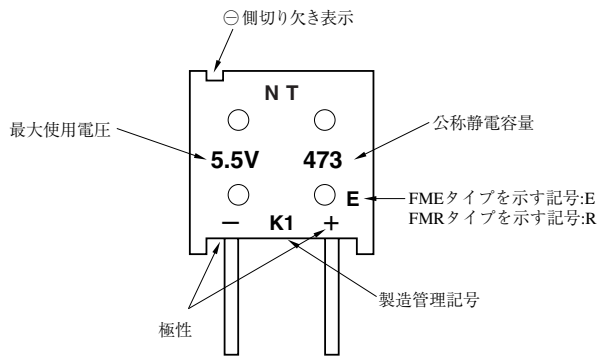 ⊖側切り欠き表示
N T
最大使用電圧
公称静電容量
5.5V
473
E
FMEタイプを示す記号:E
FMRタイプを示す記号:R
− K1 +
製造管理記号
極性